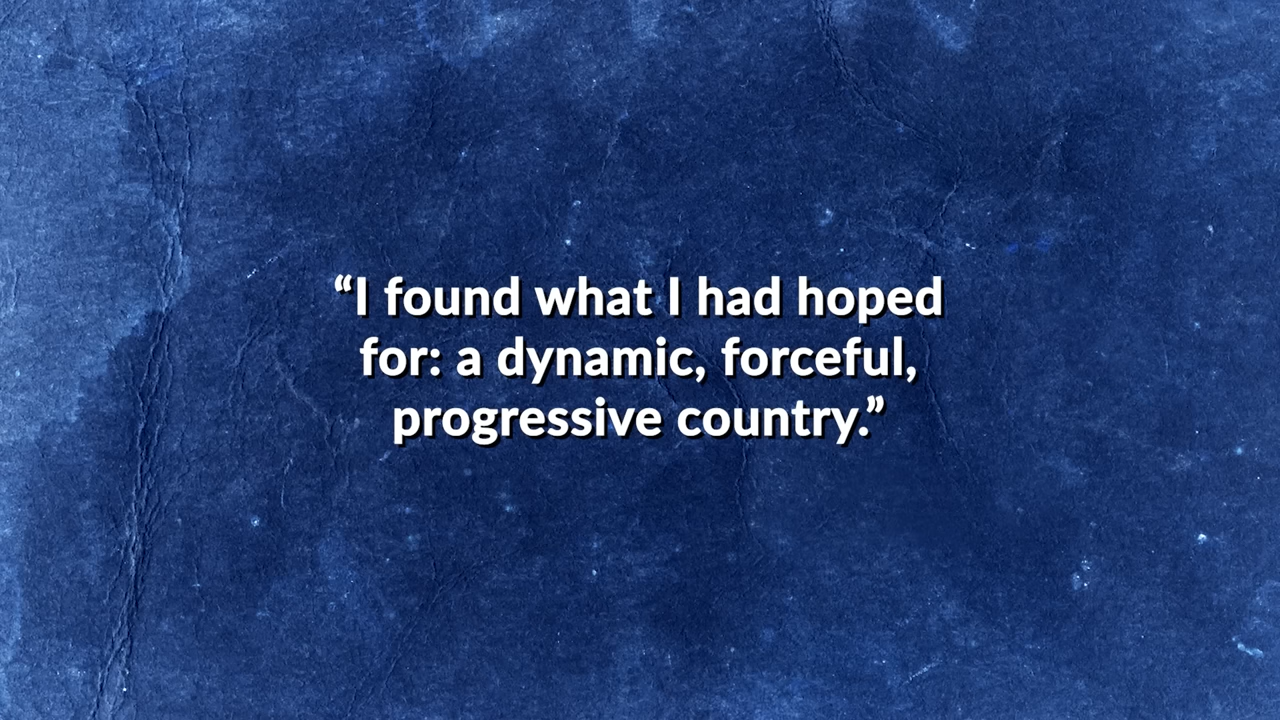 “I found what I had hoped
for: a dynamic, forceful,
progressive country.”